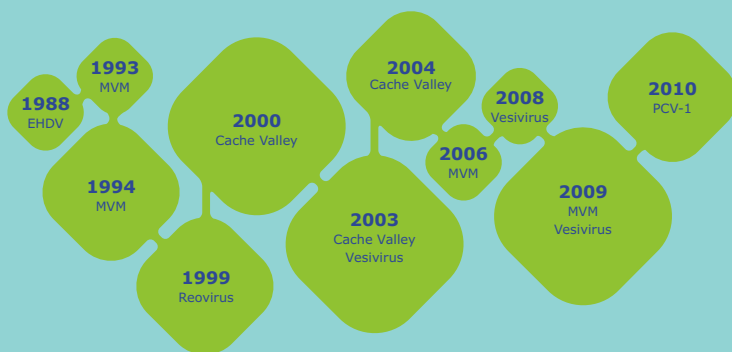 1988
EHDV
1993
MVM
1994
MVM
1999
Reovirus
2000
Cache Valley
2003
Cache Valley
Vesivirus
2004
Cache Valley
2006
MVM
2008
Vesivirus
2009
MVM
Vesivirus
2010
PCV-1